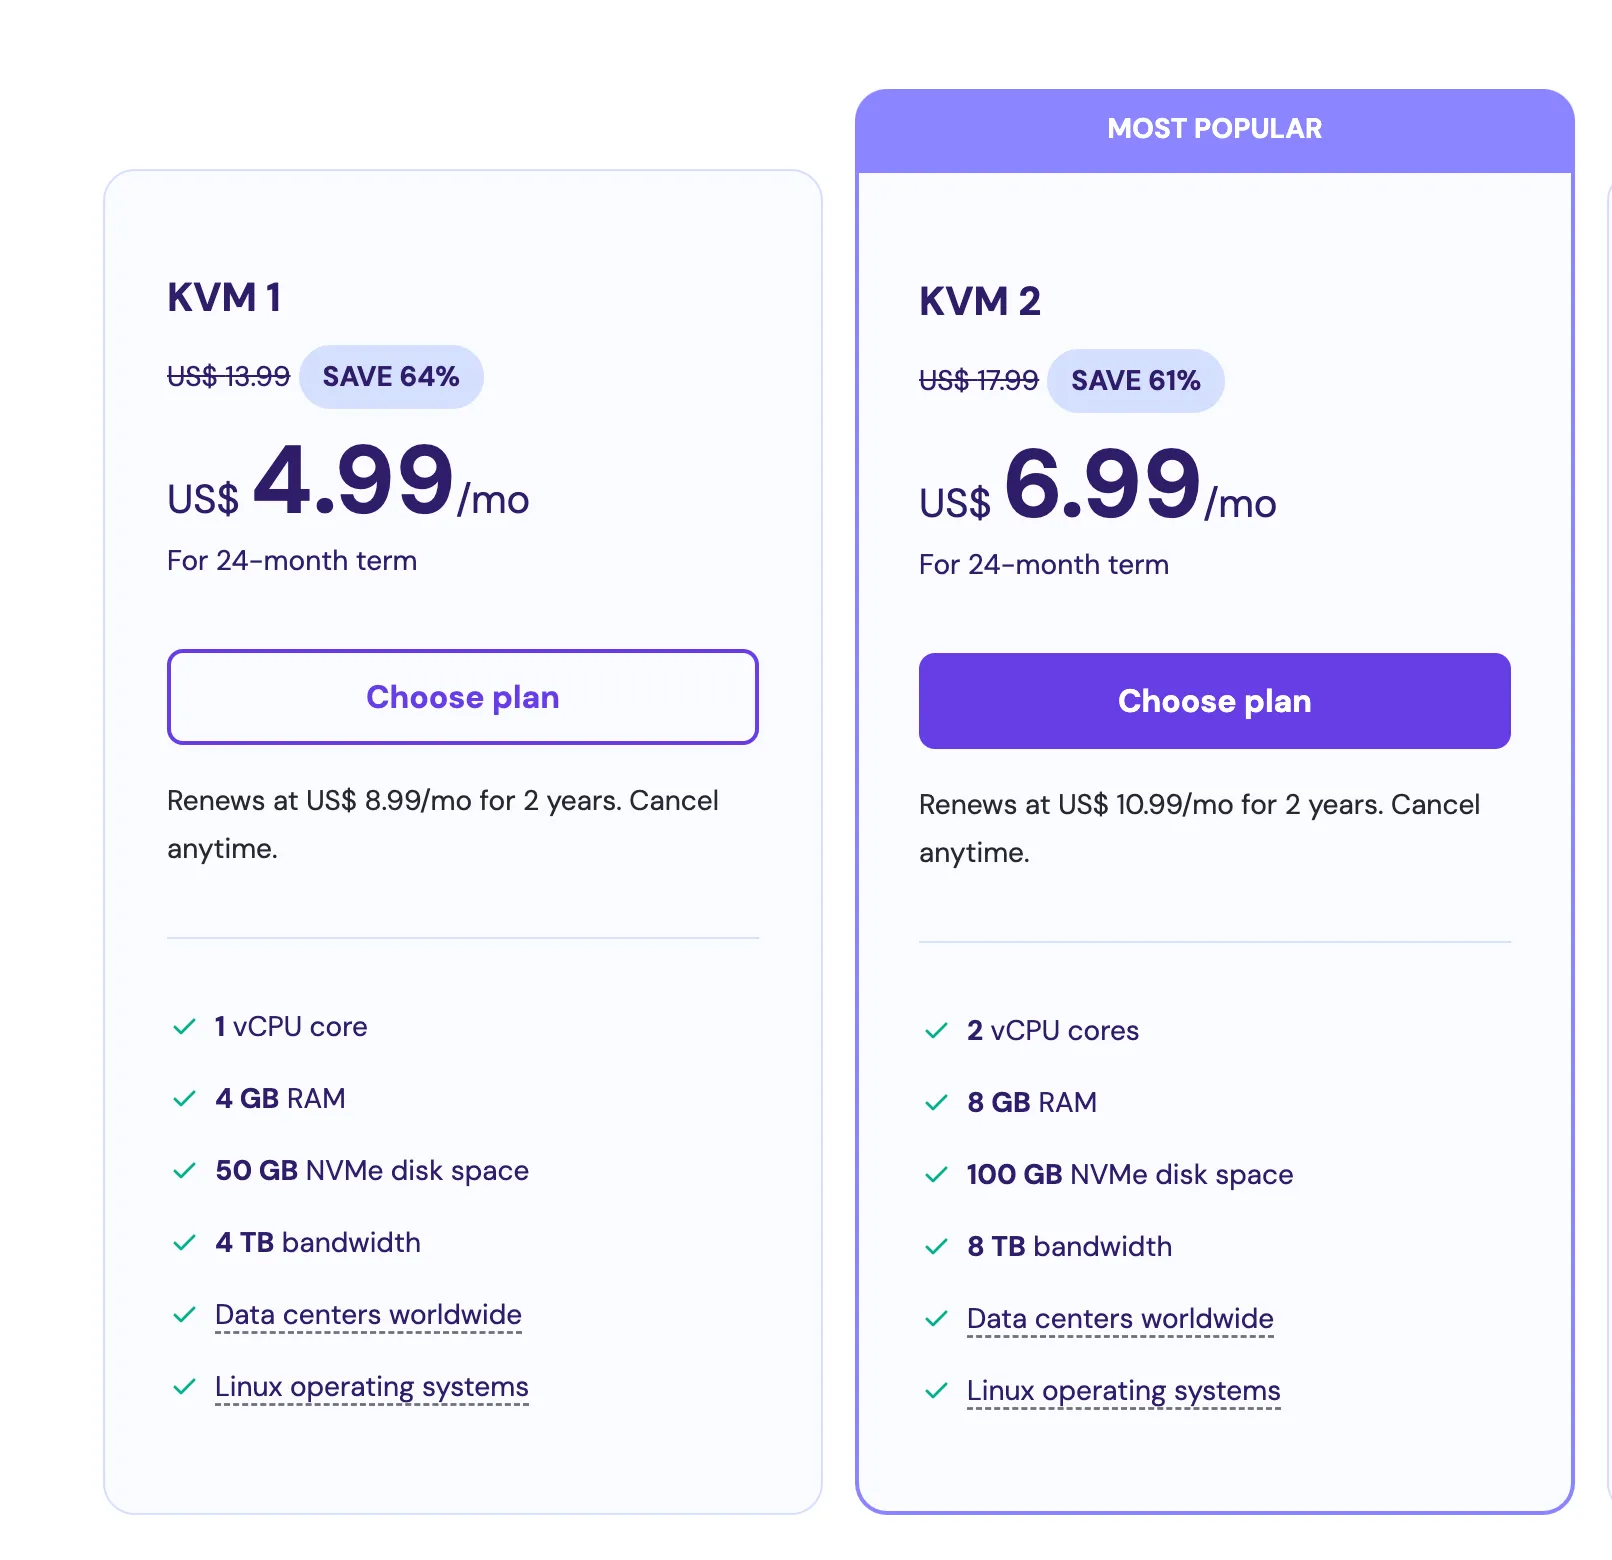 KVM 1
US$ 13.99 SAVE 64%
US$ 4.99/mo
For 24-month term
Choose plan
Renews at US$ 8.99/mo for 2 years. Cancel
anytime.
1 vCPU core
4 GB RAM
50 GB NVMe disk space
4 TB bandwidth
Data centers worldwide
Linux operating systems
MOST POPULAR
KVM 2
US$ 17.99 SAVE 61%
US$ 6.99/mo
For 24-month term
Choose plan
Renews at US$ 10.99/mo for 2 years. Cancel
anytime.
2 vCPU cores
8 GB RAM
100 GB NVMe disk space
8 TB bandwidth
Data centers worldwide
Linux operating systems